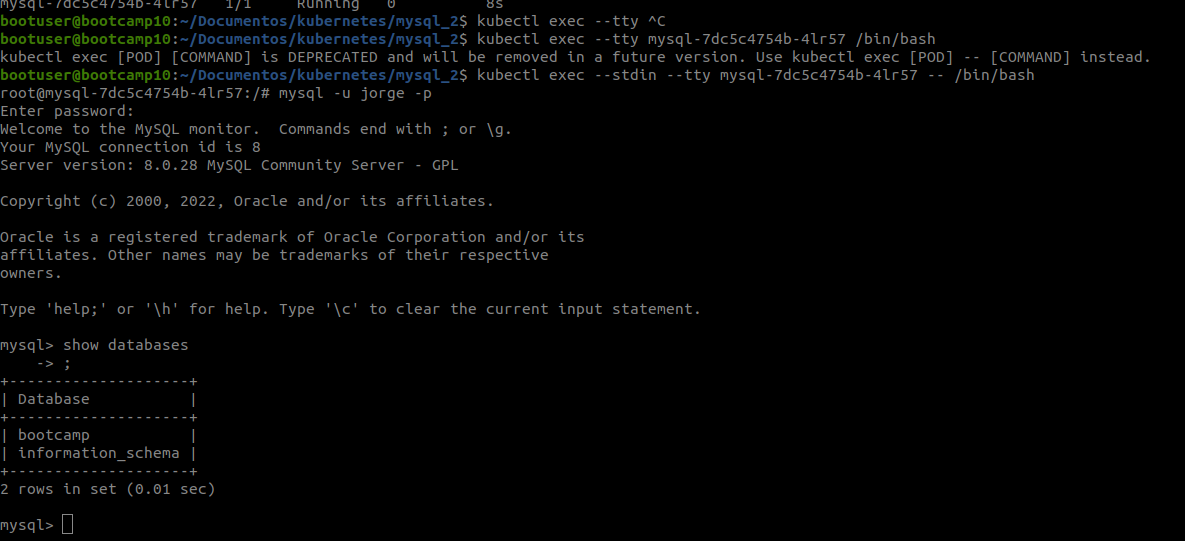 mysql-7dc5c4754b-4lr57   1/1     Running   0          8s
bootuser@bootcamp10:~/Documentos/kubernetes/mysql_2$ kubectl exec --tty ^C
bootuser@bootcamp10:~/Documentos/kubernetes/mysql_2$ kubectl exec --tty mysql-7dc5c4754b-4lr57 /bin/bash
kubectl exec [POD] [COMMAND] is DEPRECATED and will be removed in a future version. Use kubectl exec [POD] -- [COMMAND] instead.
bootuser@bootcamp10:~/Documentos/kubernetes/mysql_2$ kubectl exec --stdin --tty mysql-7dc5c4754b-4lr57 -- /bin/bash
root@mysql-7dc5c4754b-4lr57:/# mysql -u jorge -p
Enter password:
Welcome to the MySQL monitor.  Commands end with ; or \g.
Your MySQL connection id is 8
Server version: 8.0.28 MySQL Community Server - GPL

Copyright (c) 2000, 2022, Oracle and/or its affiliates.

Oracle is a registered trademark of Oracle Corporation and/or its
affiliates. Other names may be trademarks of their respective
owners.

Type 'help;' or '\h' for help. Type '\c' to clear the current input statement.

mysql> show databases
    -> ;
+--------------------+
| Database           |
+--------------------+
| bootcamp           |
| information_schema |
+--------------------+
2 rows in set (0.01 sec)

mysql>